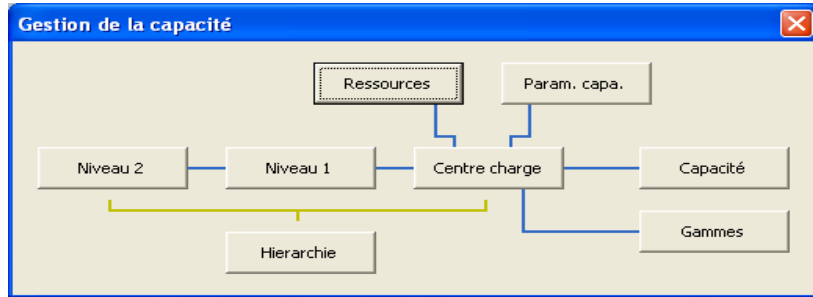 Gestion de la capacité
Ressources
Param. capa.
Niveau 2
Niveau 1
Centre charge
Capacité
Gammes
Hierarchie